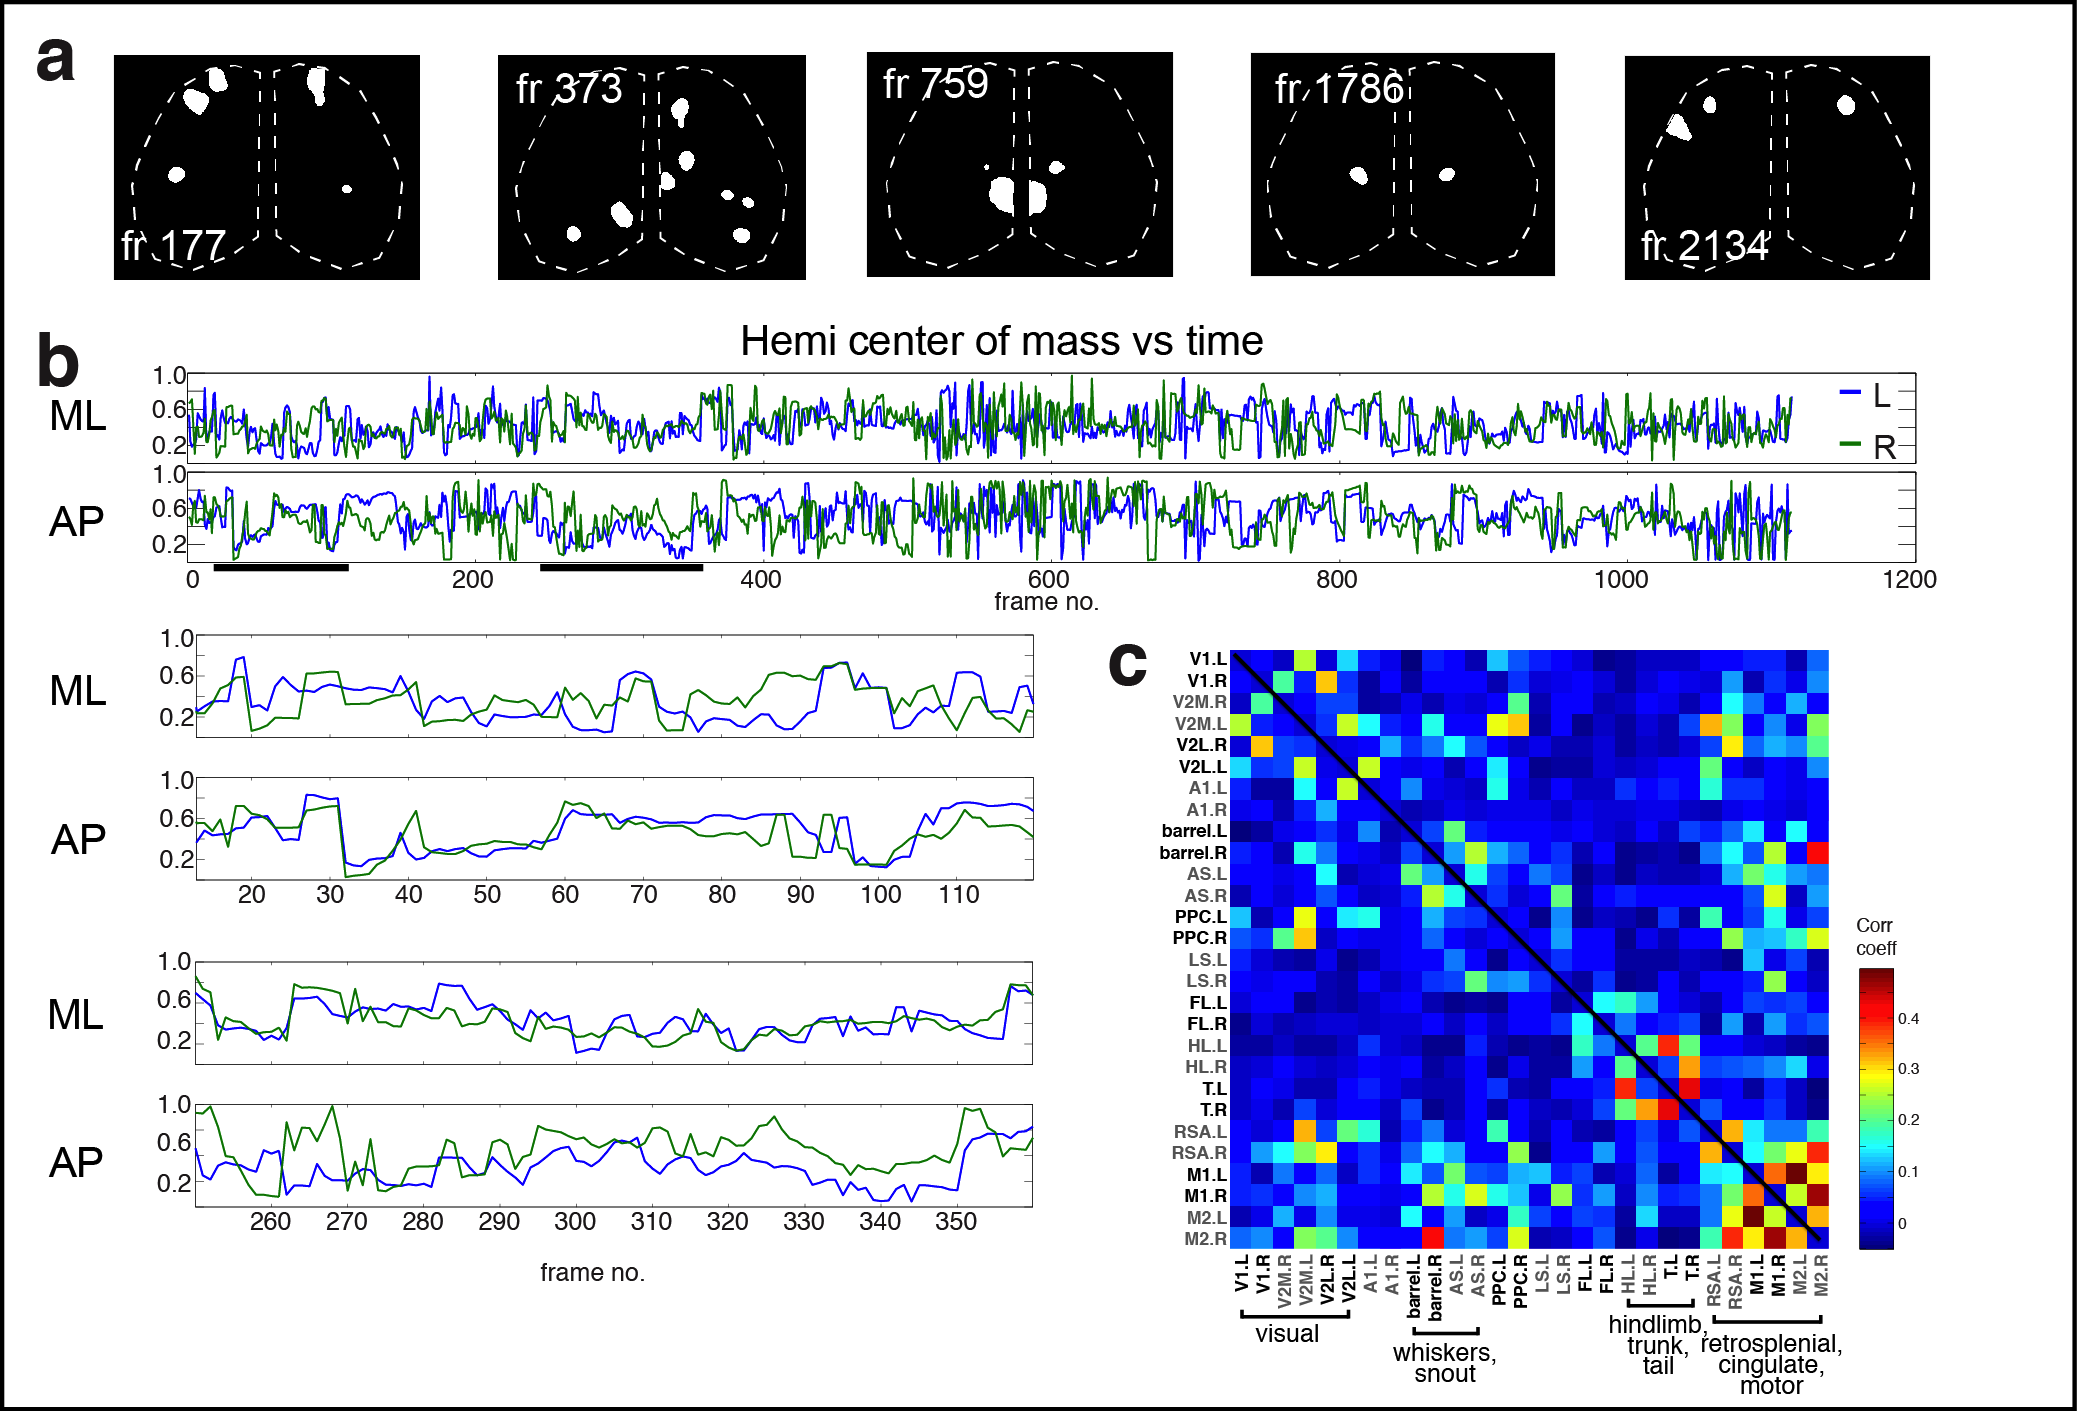 a
fr 177
fr 373
fr 759
fr 1786
fr 2134
b
Hemi center of mass vs time
ML
1.0
0.6
0.2
L
R
AP
1.0
0.6
0.2
0 200 400 600 800 1000 1200
frame no.
ML
1.0
0.6
0.2
AP
1.0
0.6
0.2
20 30 40 50 60 70 80 90 100 110
ML
1.0
0.6
0.2
AP
1.0
0.6
0.2
260 270 280 290 300 310 320 330 340 350
frame no.
c
V1.L
V1.R
V2M.R
V2M.L
V2L.R
V2L.L
A1.L
A1.R
barrel.L
barrel.R
AS.L
AS.R
PPC.L
PPC.R
LS.L
LS.R
FL.L
FL.R
HL.L
HL.R
T.L
T.R
RSA.L
RSA.R
M1.L
M1.R
M2.L
M2.R
V1.L V1.R V2M.R V2M.L V2L.R V2L.L A1.L A1.R barrel.L barrel.R AS.L AS.R PPC.L PPC.R LS.L LS.R FL.L FL.R HL.L HL.R T.L T.R RSA.L RSA.R M1.L M1.R M2.L M2.R
visual
whiskers,
snout
hindlimb,
trunk,
tail
retrosplenial,
cingulate,
motor
Corr
coeff
0.4
0.3
0.2
0.1
0